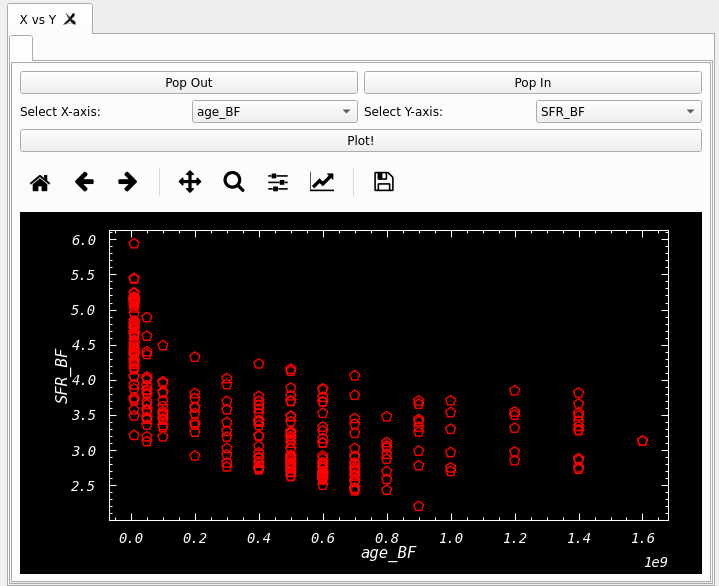 X vs Y
Pop Out Pop In
Select X-axis: age_BF Select Y-axis: SFR_BF
Plot!
6.0
5.5
5.0
4.5
4.0
3.5
3.0
2.5
SFR_BF
0.0 0.2 0.4 0.6 0.8 1.0 1.2 1.4 1.6
age_BF
1e9